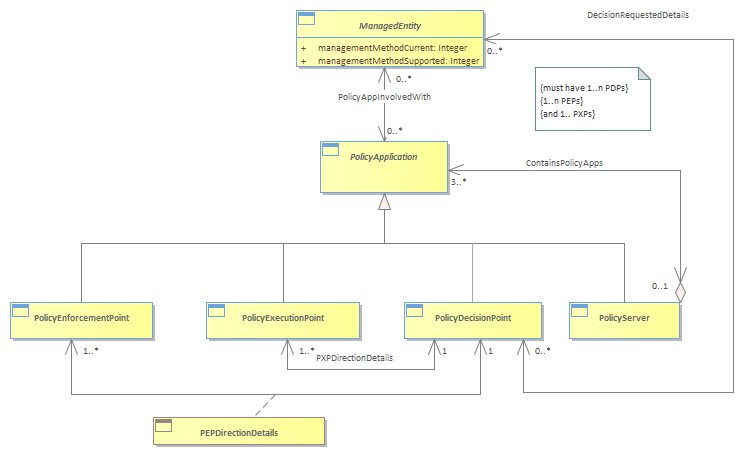 DecisionRequestedDetails
ManagedEntity
+ managementMethodCurrent: Integer
+ managementMethodSupported: Integer
0..*
0..*
PolicyAppInvolvedWith
{must have 1..n PDPs}
{1..n PEPs}
{and 1.. PXPs}
0..*
PolicyApplication
ContainsPolicyApps
3..*
0..1
PolicyEnforcementPoint
PolicyExecutionPoint
PolicyDecisionPoint
PolicyServer
1..*
1..*
PXPDirectionDetails
1
1
0..*
PEPDirectionDetails